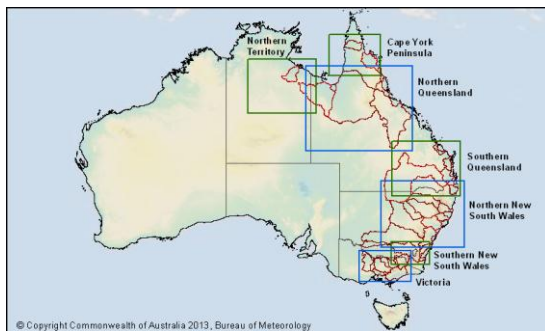 Northern
Territory
Cape York
Peninsula
Northern
Queensland
Southern
Queensland
Northern New
South Wales
Southern New
South Wales
Victoria
© Copyright Commonwealth of Australia 2013, Bureau of Meteorology